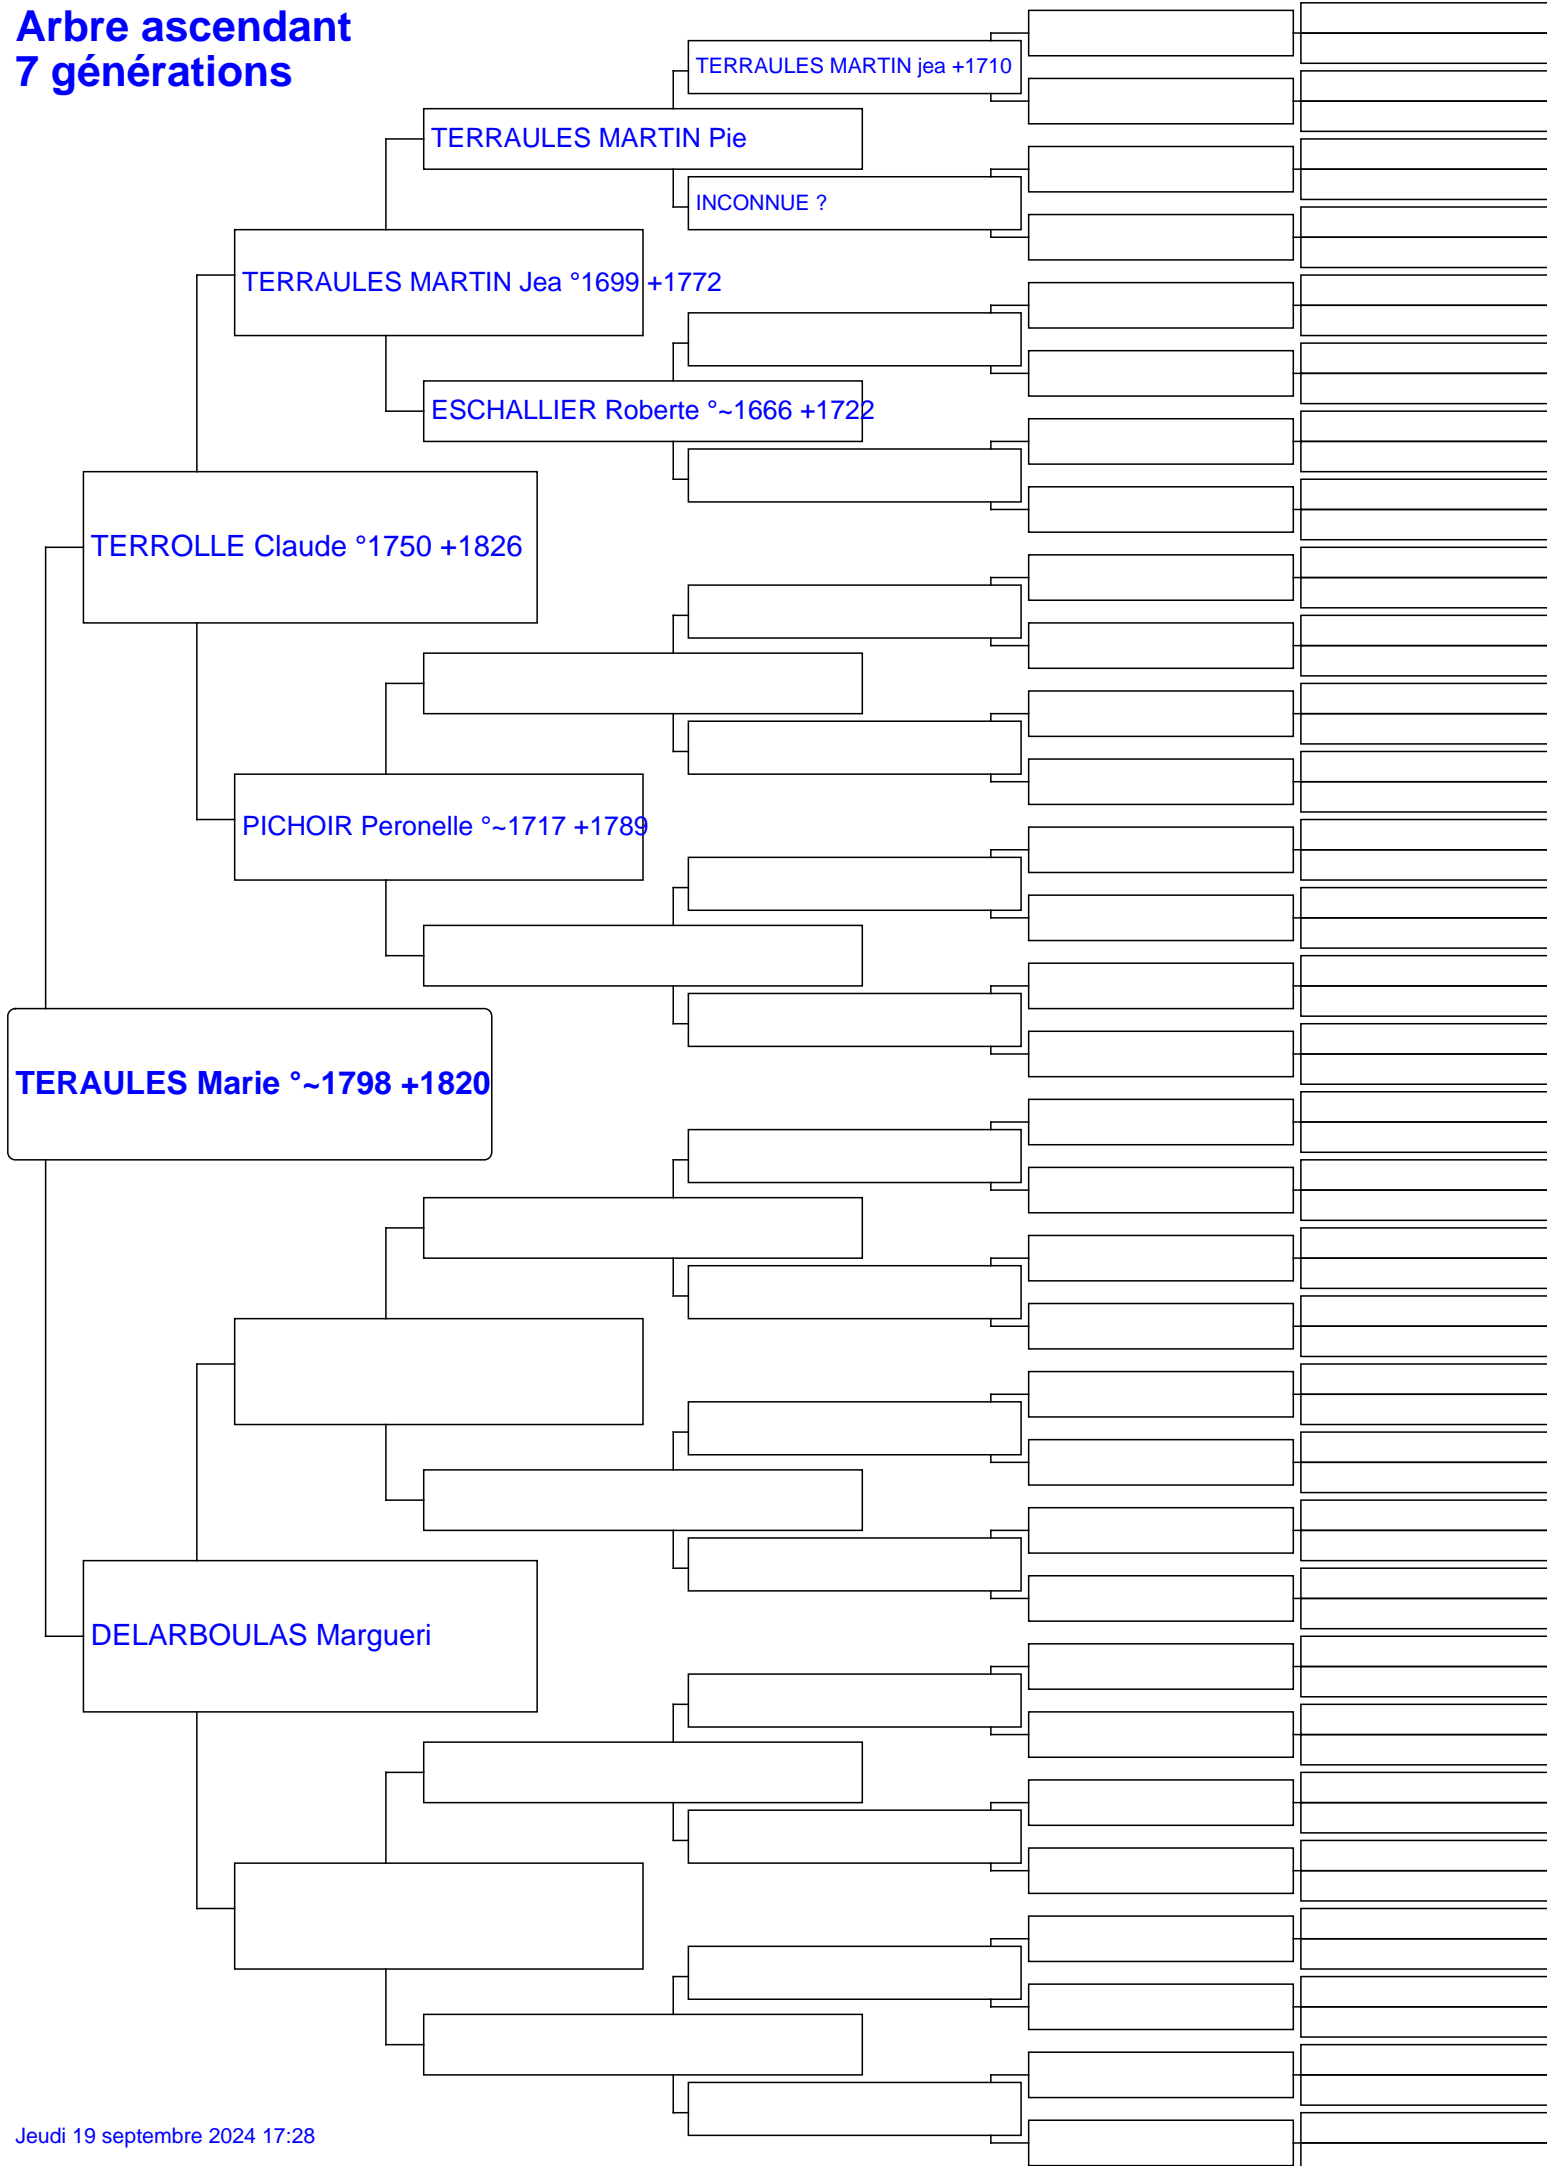 Arbre ascendant
7 générations
TERRAULES MARTIN jea +1710
TERRAULES MARTIN Pie
INCONNUE ?
TERRAULES MARTIN Jea °1699 +1772
ESCHALLIER Roberte °~1666 +1722
TERROLLE Claude °1750 +1826
PICHOIR Peronelle °~1717 +1789
TERAULES Marie °~1798 +1820
DELARBOULAS Margueri
Jeudi 19 septembre 2024 17:28